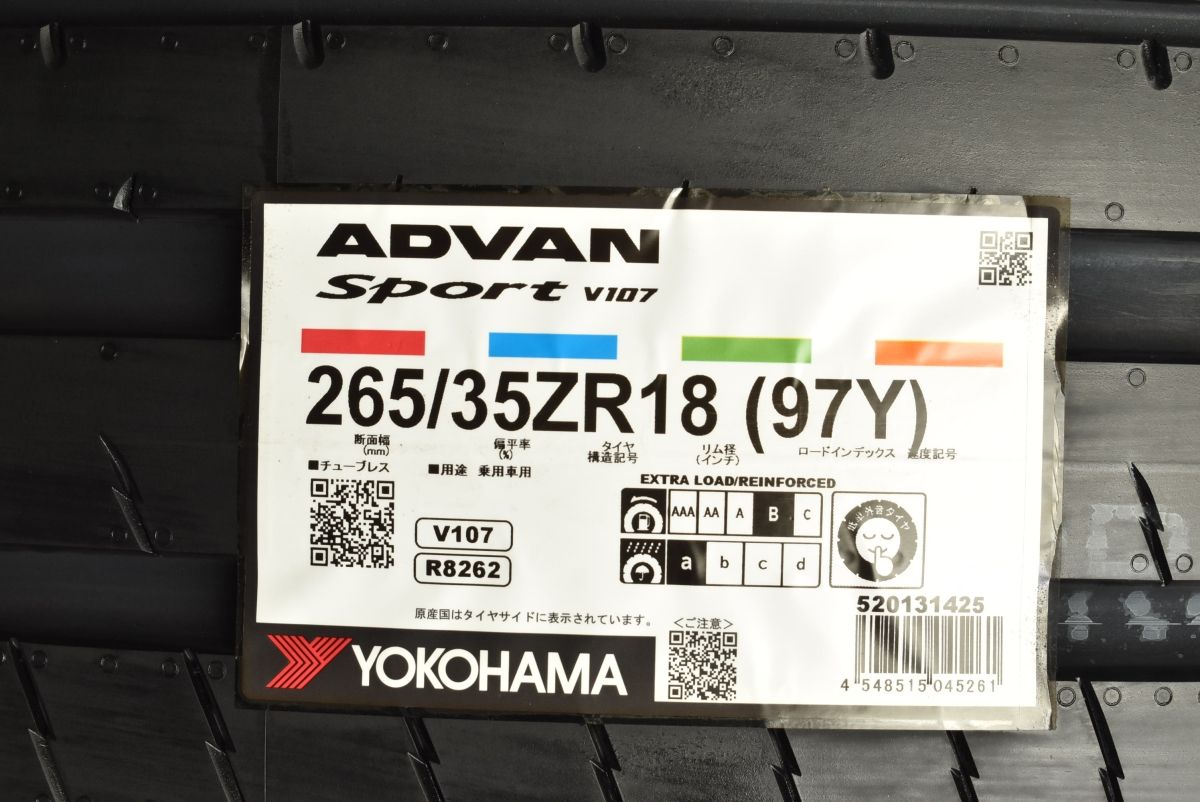 ADVAN
Sport V107
265/35ZR18 (97Y)
断面幅
(mm)
偏平率
(%)
タイヤ
構造記号
リム径
(インチ)
ロードインデックス 速度記号
■チューブレス ■用途 乗用車用
EXTRA LOAD/REINFORCED
AAA AA A B C
a b c d
低車外音タイヤ
V107
R8262
520131425
原産国はタイヤサイドに表示されています。
<ご注意>
YOKOHAMA
4 548515 045261